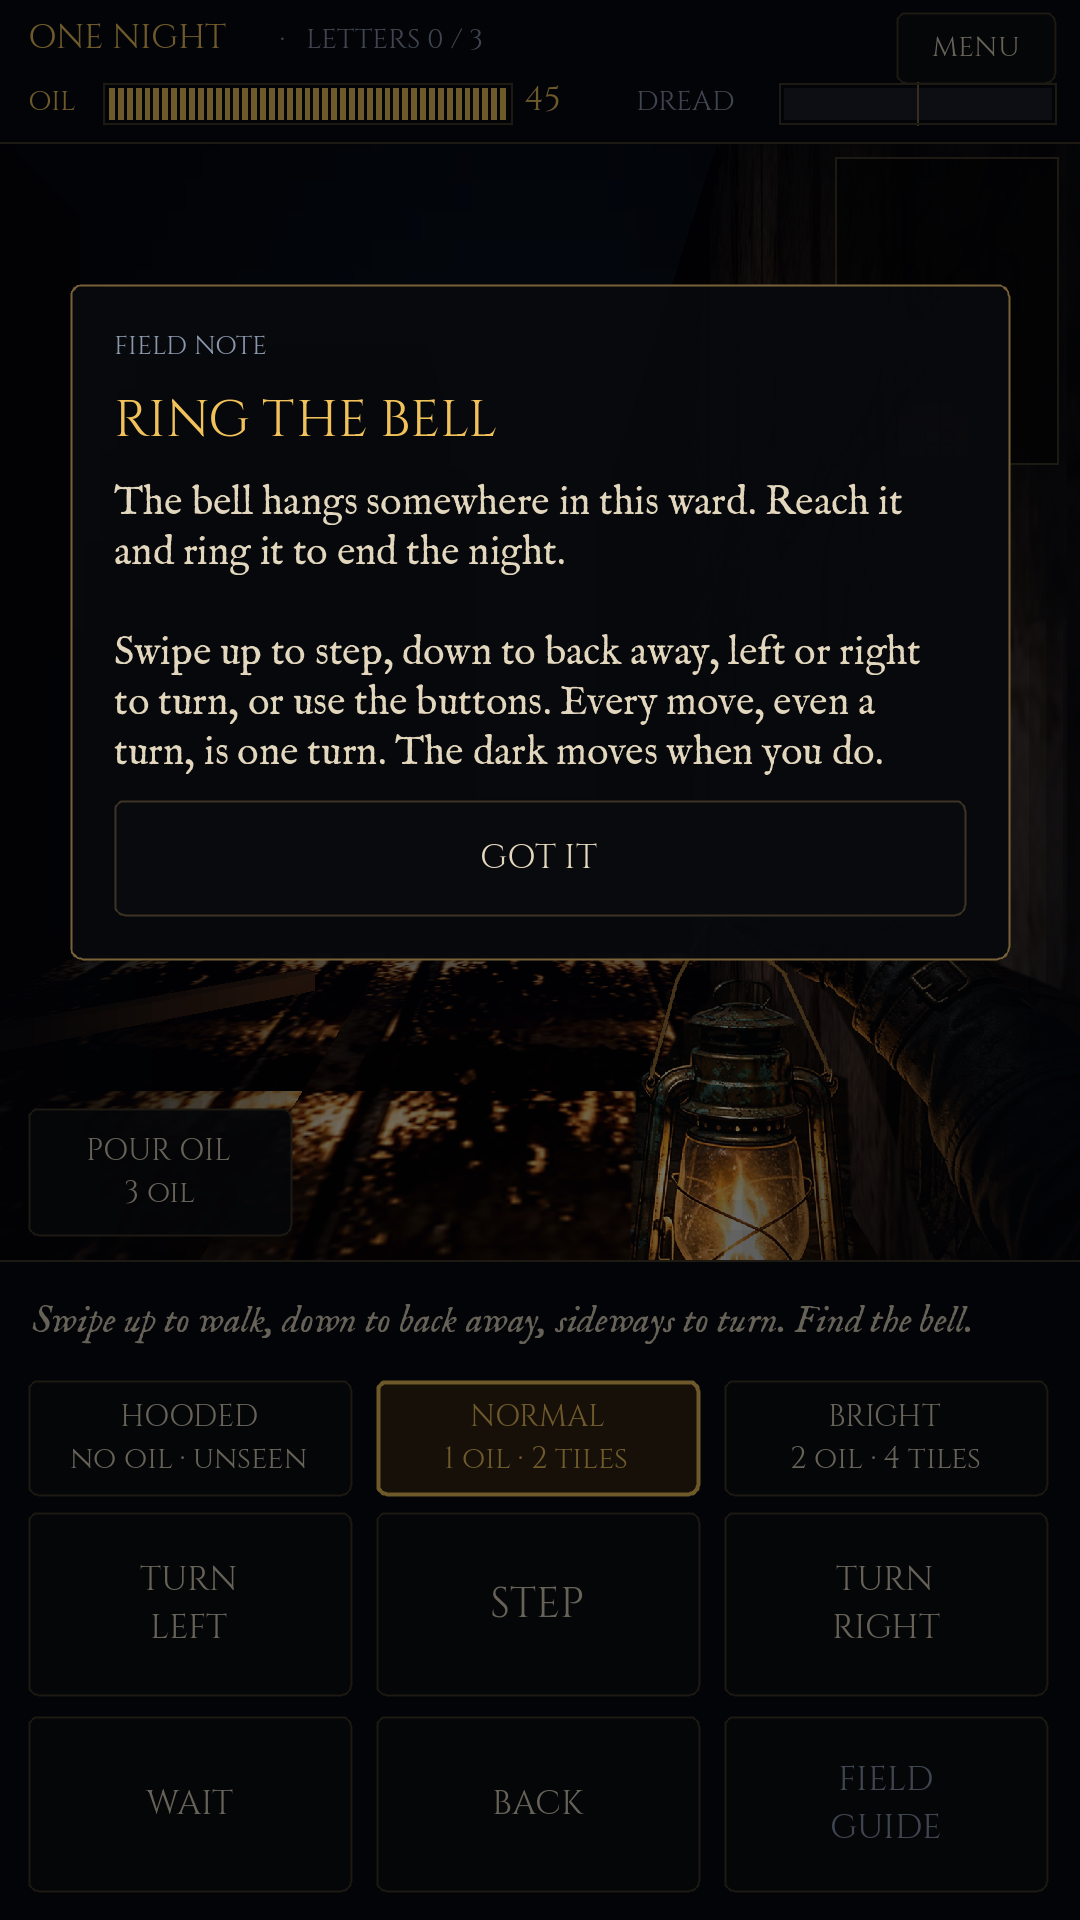 ONE NIGHT · LETTERS 0 / 3
MENU
OIL 45 DREAD
FIELD NOTE
RING THE BELL
The bell hangs somewhere in this ward. Reach it
and ring it to end the night.
Swipe up to step, down to back away, left or right
to turn, or use the buttons. Every move, even a
turn, is one turn. The dark moves when you do.
GOT IT
POUR OIL
3 OIL
Swipe up to walk, down to back away, sideways to turn. Find the bell.
HOODED
NO OIL · UNSEEN
NORMAL
1 OIL · 2 TILES
BRIGHT
2 OIL · 4 TILES
TURN
LEFT
STEP
TURN
RIGHT
WAIT
BACK
FIELD
GUIDE